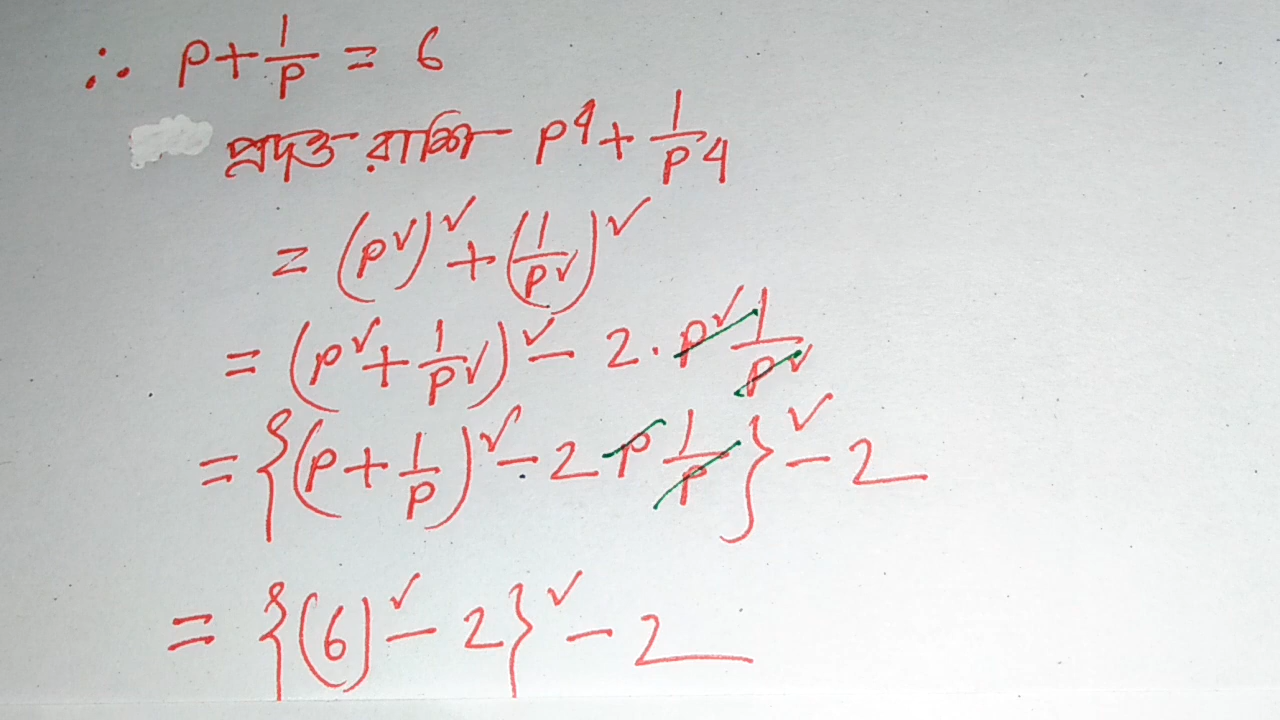 ∴ P + 1/P = 6
প্রদত্ত রাশি P⁴ + 1/P⁴
= (P²)² + (1/P²)²
= (P² + 1/P²)² - 2 . P² 1/P²
= {(P + 1/P)² - 2 P 1/P}² - 2
= {(6)² - 2}² - 2